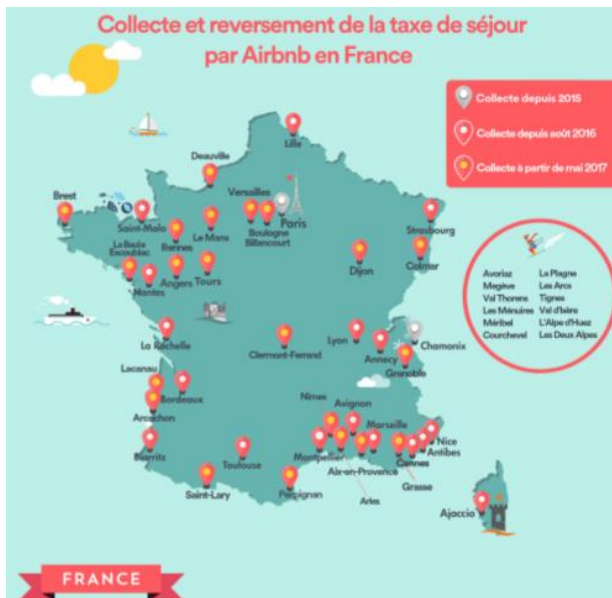 Collecte et reversement de la taxe de séjour
par Airbnb en France
Collecte depuis 2015
Collecte depuis août 2016
Collecte à partir de mai 2017
Lille
Deauville
Versailles
Brest
Saint-Malo
Paris
Boulogne
Billancourt
Strasbourg
Le Mans
Rennes
La Baule
Escoublac
Colmar
Dijon
Angers
Tours
Nantes
Avoriaz
Megève
Val Thorens
Les Ménuires
Méribel
Courchevel
La Plagne
Les Arcs
Tignes
Val d'Isère
L'Alpe d'Huez
Les Deux Alpes
La Rochelle
Lyon
Chamonix
Annecy
Clermont-Ferrand
Grenoble
Lacanau
Bordeaux
Arcachon
Nîmes
Avignon
Marseille
Nice
Antibes
Biarritz
Toulouse
Montpellier
Cannes
Aix-en-Provence
Grasse
Saint-Lary
Perpignan
Arles
Ajaccio
FRANCE